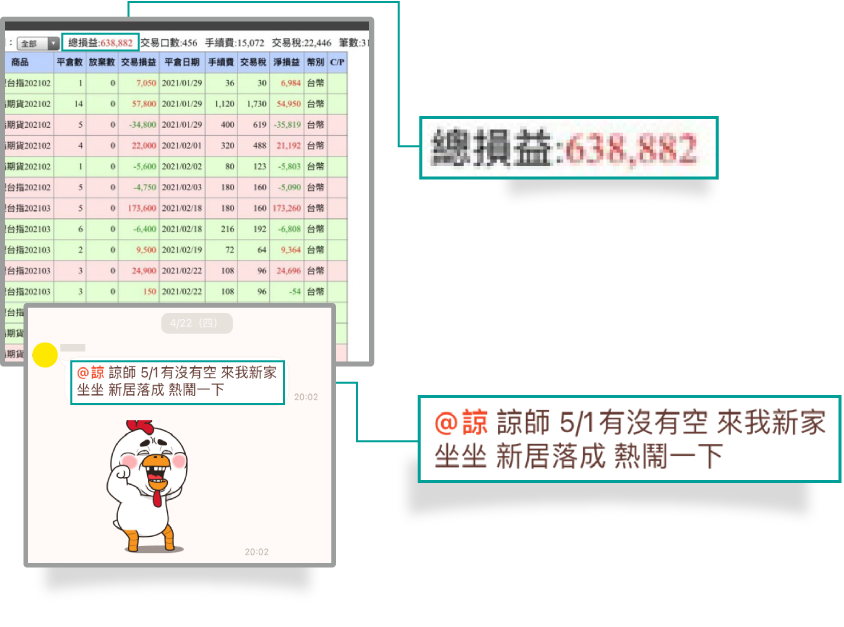 : 全部 總損益:638,882 交易口數:456 手續費:15,072 交易稅:22,446 筆數:31
商品 平倉數 放棄數 交易損益 平倉日期 手續費 交易稅 淨損益 幣別 C/P
台指202102 1 0 7,050 2021/01/29 36 30 6,984 台幣
期貨202102 14 0 57,800 2021/01/29 1,120 1,730 54,950 台幣
期貨202102 5 0 -34,800 2021/01/29 400 619 -35,819 台幣
期貨202102 4 0 22,000 2021/02/01 320 488 21,192 台幣
期貨202102 1 0 -5,600 2021/02/02 80 123 -5,803 台幣
台指202102 5 0 -4,750 2021/02/03 180 160 -5,090 台幣
台指202103 5 0 173,600 2021/02/18 180 160 173,260 台幣
台指202103 6 0 -6,400 2021/02/18 216 192 -6,808 台幣
台指202103 2 0 9,500 2021/02/19 72 64 9,364 台幣
台指202103 3 0 24,900 2021/02/22 108 96 24,696 台幣
台指202103 3 0 150 2021/02/22 108 96 -54 台幣
台指
期貨
期貨
總損益:638,882
4/22（四）
@諒 諒師 5/1有沒有空 來我新家
坐坐 新居落成 熱鬧一下
20:02
20:02
@諒 諒師 5/1有沒有空 來我新家
坐坐 新居落成 熱鬧一下